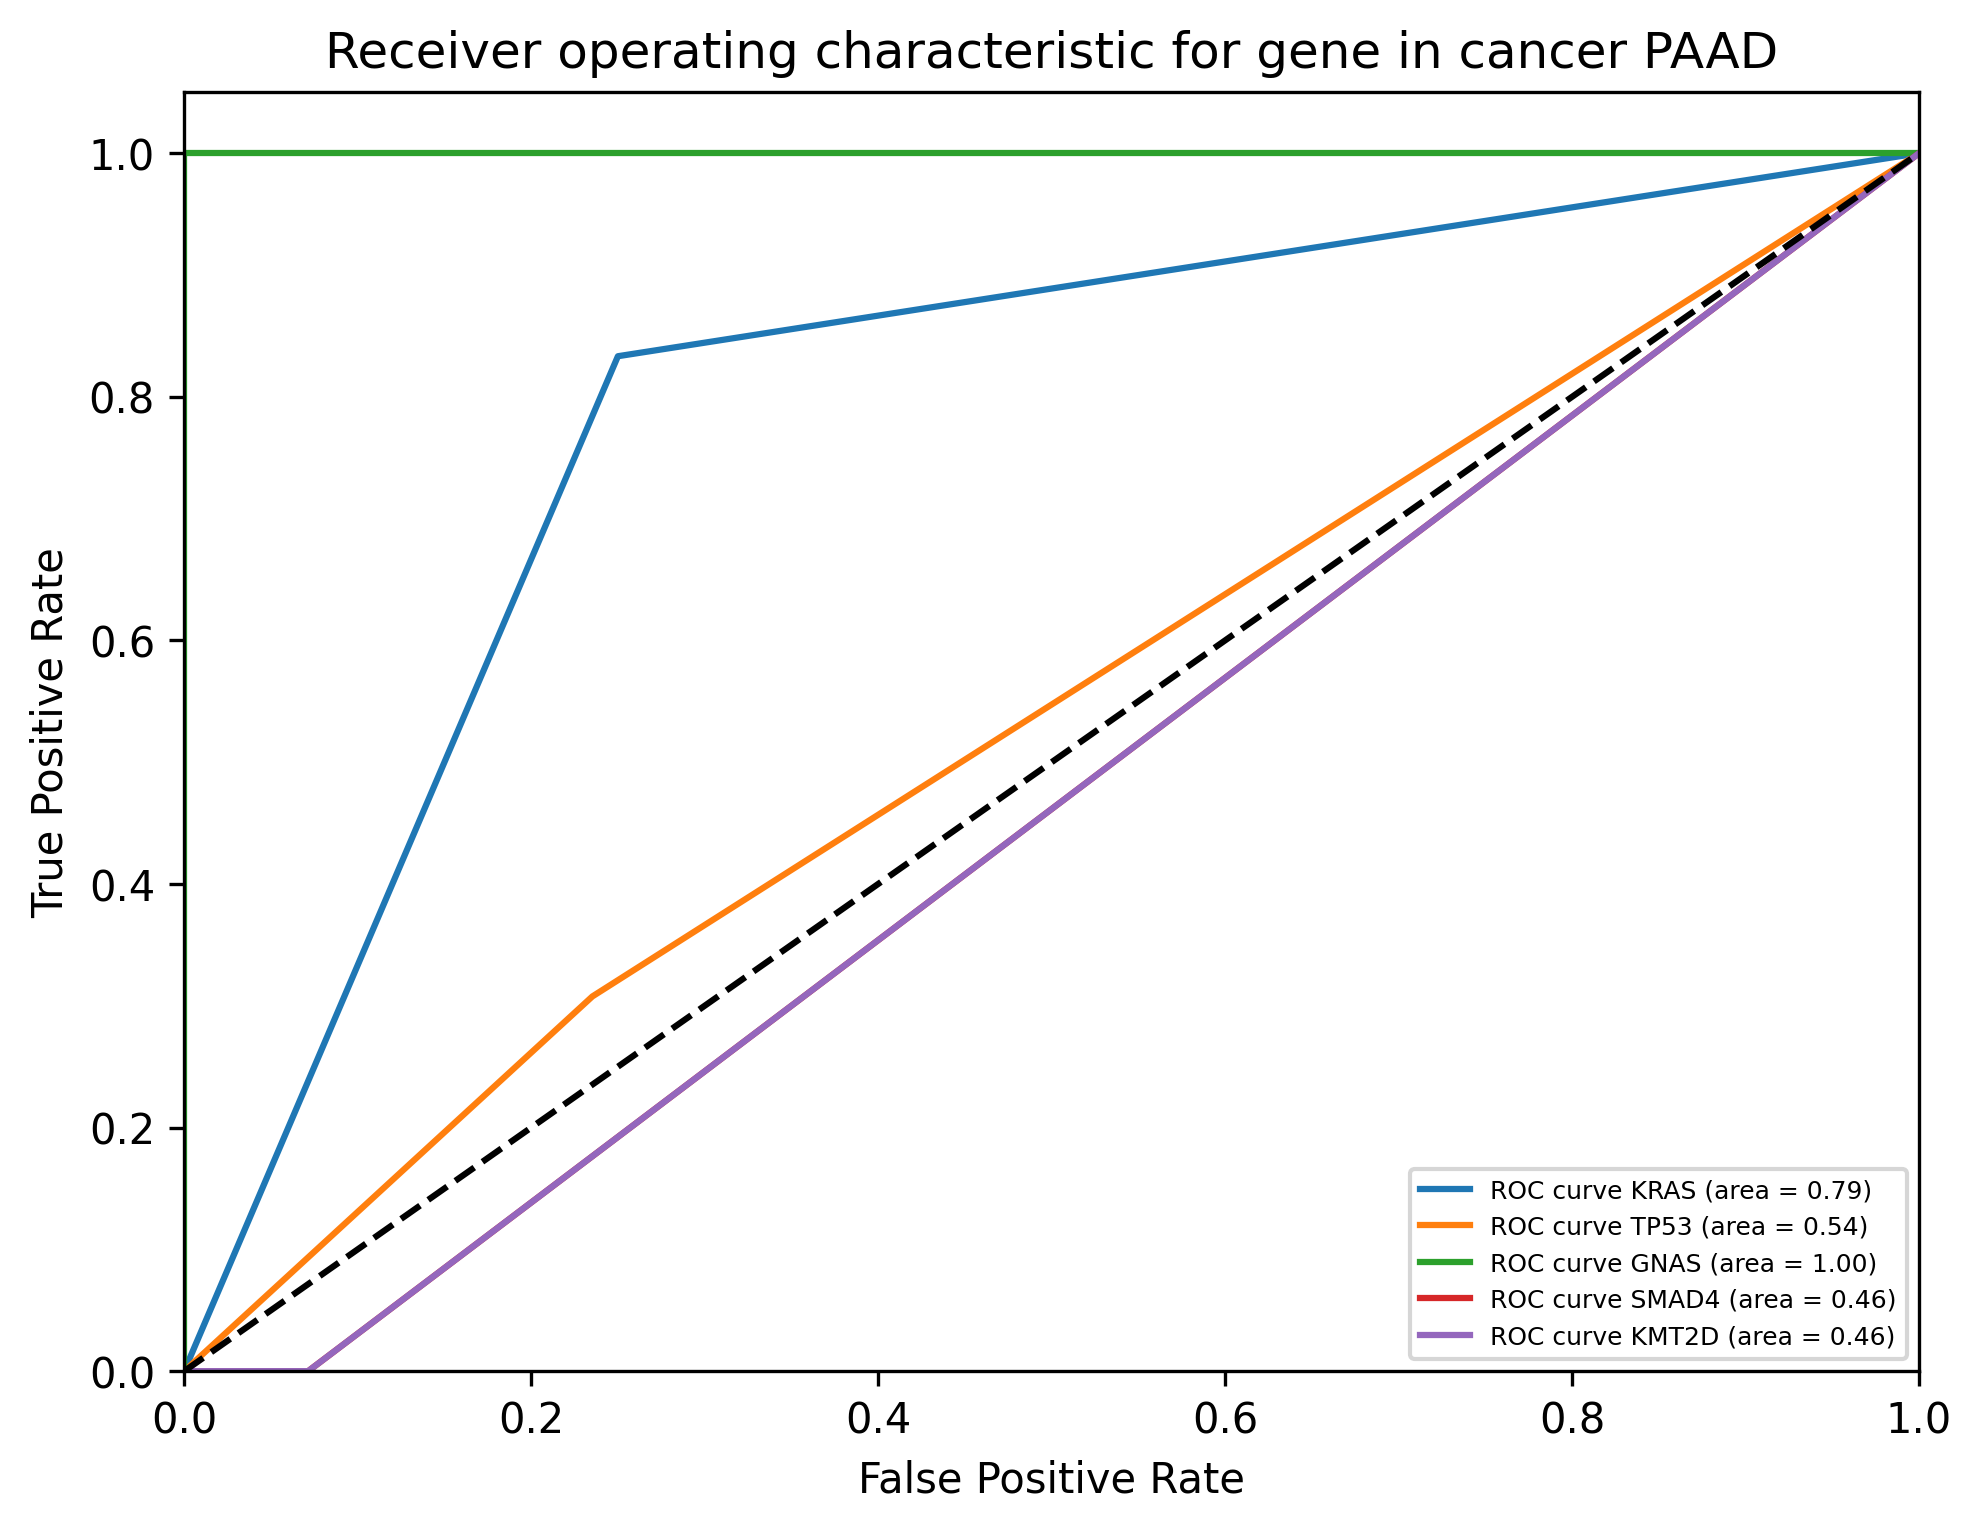 Receiver operating characteristic for gene in cancer PAAD
1.0
0.8
0.6
0.4
0.2
0.0
True Positive Rate
ROC curve KRAS (area = 0.79)
ROC curve TP53 (area = 0.54)
ROC curve GNAS (area = 1.00)
ROC curve SMAD4 (area = 0.46)
ROC curve KMT2D (area = 0.46)
0.0 0.2 0.4 0.6 0.8 1.0
False Positive Rate